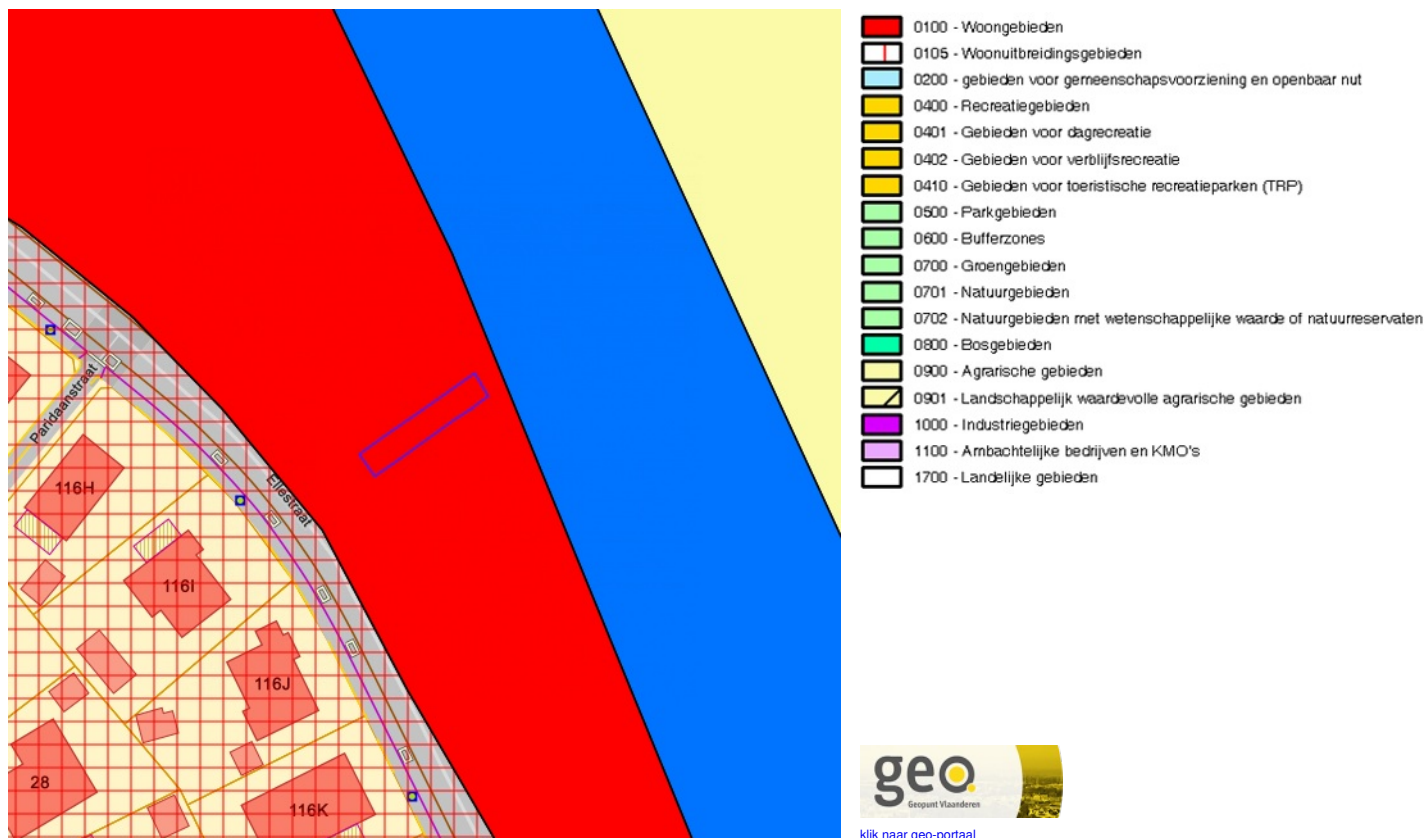 Paridaanstraat
Ellestraat
116H
116I
116J
116K
28
0100 - Woongebieden
0105 - Woonuitbreidingsgebieden
0200 - gebieden voor gemeenschapsvoorziening en openbaar nut
0400 - Recreatiegebieden
0401 - Gebieden voor dagrecreatie
0402 - Gebieden voor verblijfsrecreatie
0410 - Gebieden voor toeristische recreatieparken (TRP)
0500 - Parkgebieden
0600 - Bufferzones
0700 - Groengebieden
0701 - Natuurgebieden
0702 - Natuurgebieden met wetenschappelijke waarde of natuurreservaten
0800 - Bosgebieden
0900 - Agrarische gebieden
0901 - Landschappelijk waardevolle agrarische gebieden
1000 - Industriegebieden
1100 - Ambachtelijke bedrijven en KMO's
1700 - Landelijke gebieden
geo
Geopunt Vlaanderen
klik naar geo-portaal